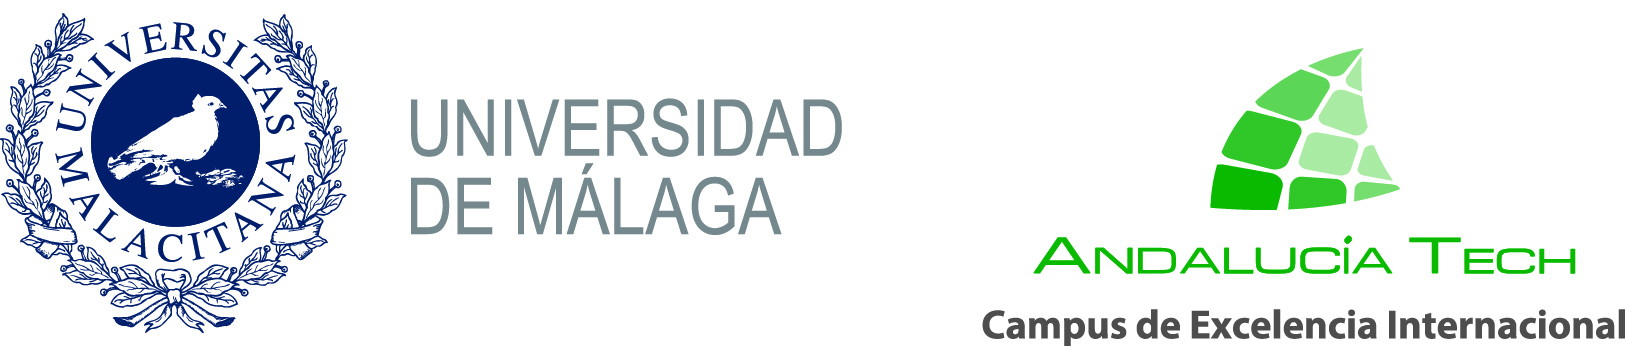 UNIVERSITAS MALACITANA
UNIVERSIDAD
DE MÁLAGA
ANDALUCÍA TECH
Campus de Excelencia Internacional